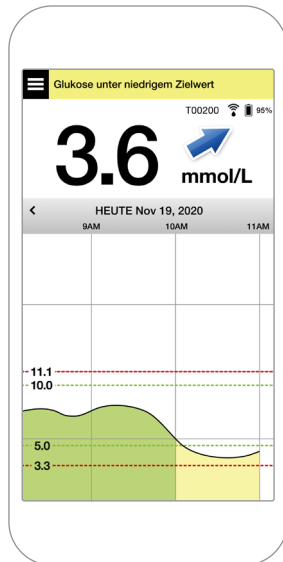 Glukose unter niedrigem Zielwert
T00200 95%
3.6
mmol/L
< HEUTE Nov 19, 2020
9AM 10AM 11AM
11.1
10.0
5.0
3.3